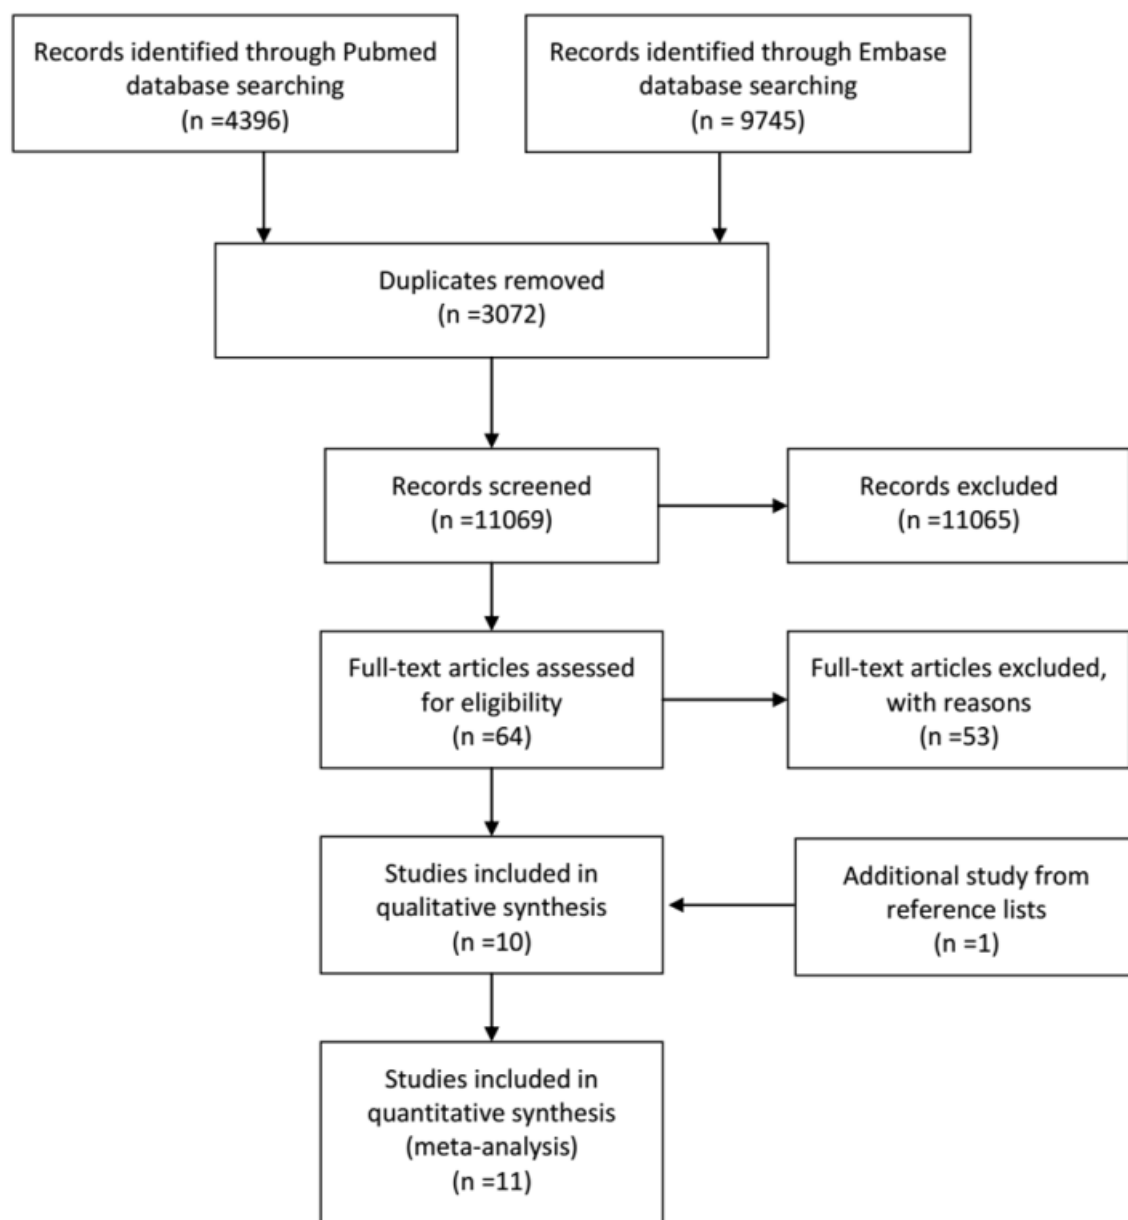 Records identified through Pubmed
database searching
(n =4396)
Records identified through Embase
database searching
(n = 9745)
Duplicates removed
(n =3072)
Records screened
(n =11069)
Records excluded
(n =11065)
Full-text articles assessed
for eligibility
(n =64)
Full-text articles excluded,
with reasons
(n =53)
Studies included in
qualitative synthesis
(n =10)
Additional study from
reference lists
(n =1)
Studies included in
quantitative synthesis
(meta-analysis)
(n =11)